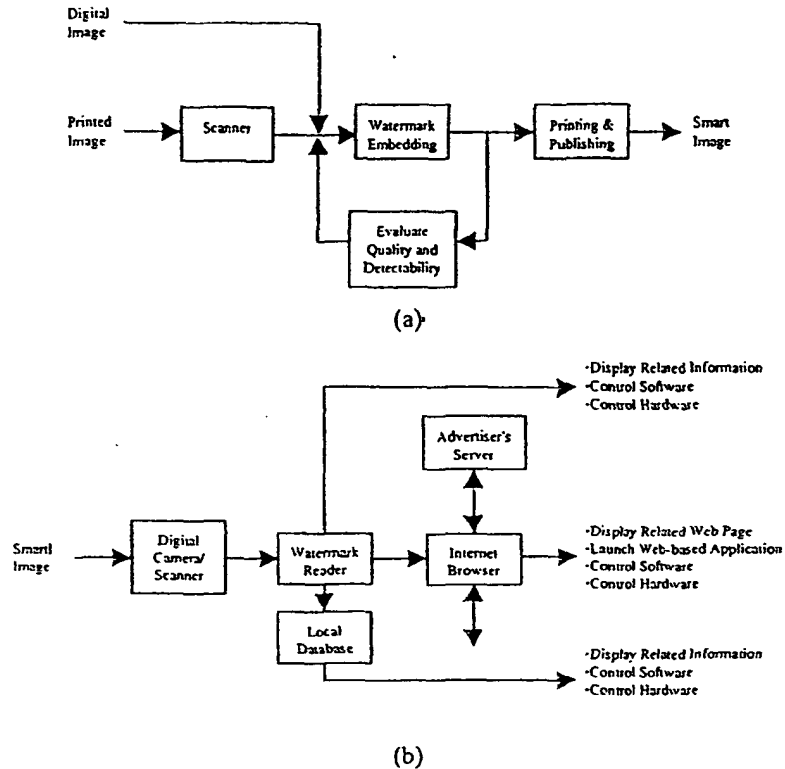 Digital
Image
Printed
Image
Scanner
Watermark
Embedding
Printing &
Publishing
Smart
Image
Evaluate
Quality and
Detectability
(a)
•Display Related Information
•Control Software
•Control Hardware
Advertiser's
Server
SmartI
Image
Digital
Camera/
Scanner
Watermark
Reader
Internet
Browser
•Display Related Web Page
•Launch Web-based Application
•Control Software
•Control Hardware
Local
Database
•Display Related Information
•Control Software
•Control Hardware
(b)